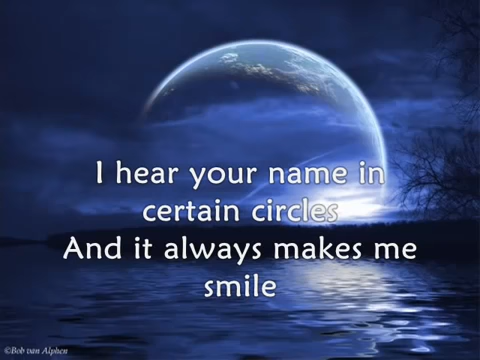 I hear your name in
certain circles
And it always makes me
smile
©Bob van Alphen